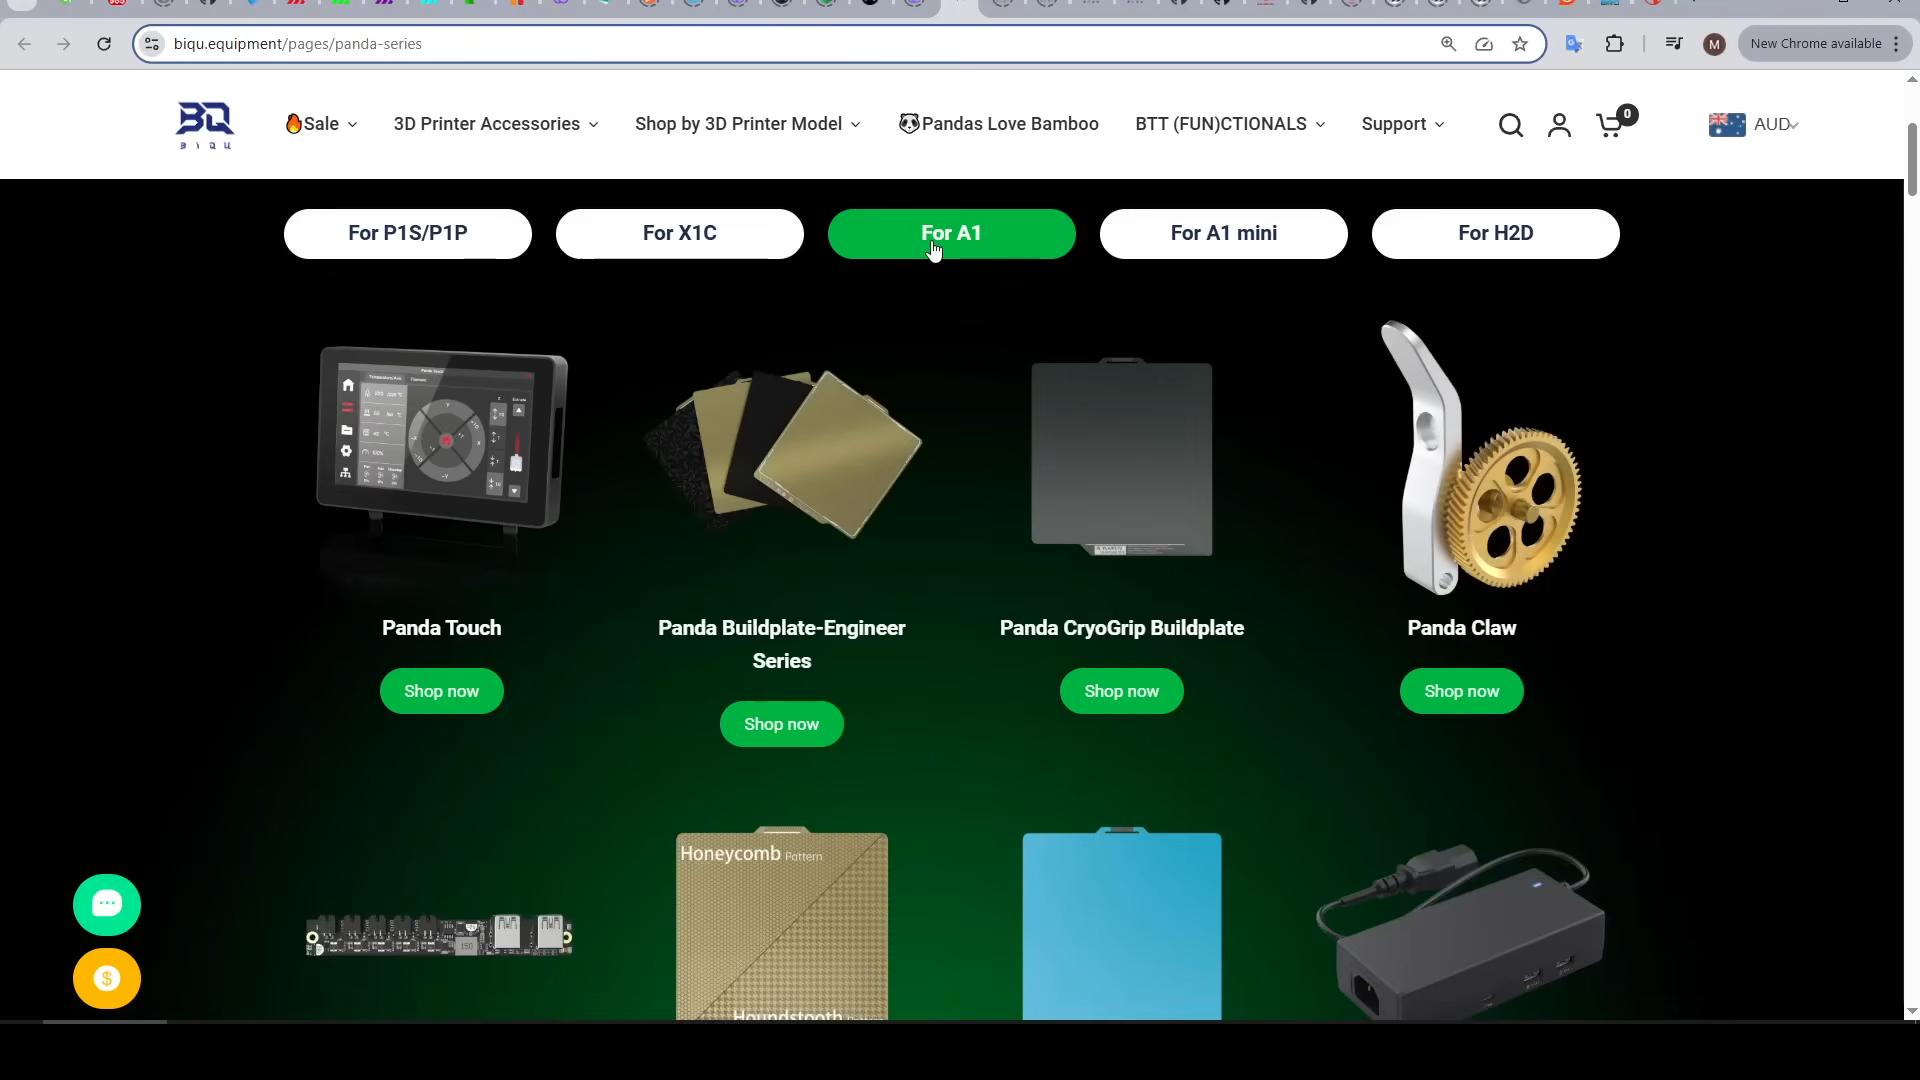 biqu.equipment/pages/panda-series
M
New Chrome available
BIQU
Sale
3D Printer Accessories
Shop by 3D Printer Model
Pandas Love Bamboo
BTT (FUN)CTIONALS
Support
0
AUD
For P1S/P1P
For X1C
For A1
For A1 mini
For H2D
Panda Touch
Panda Buildplate-Engineer
Series
Panda CryoGrip Buildplate
Panda Claw
Shop now
Shop now
Shop now
Shop now
Honeycomb Pattern
150
Houndstooth
$